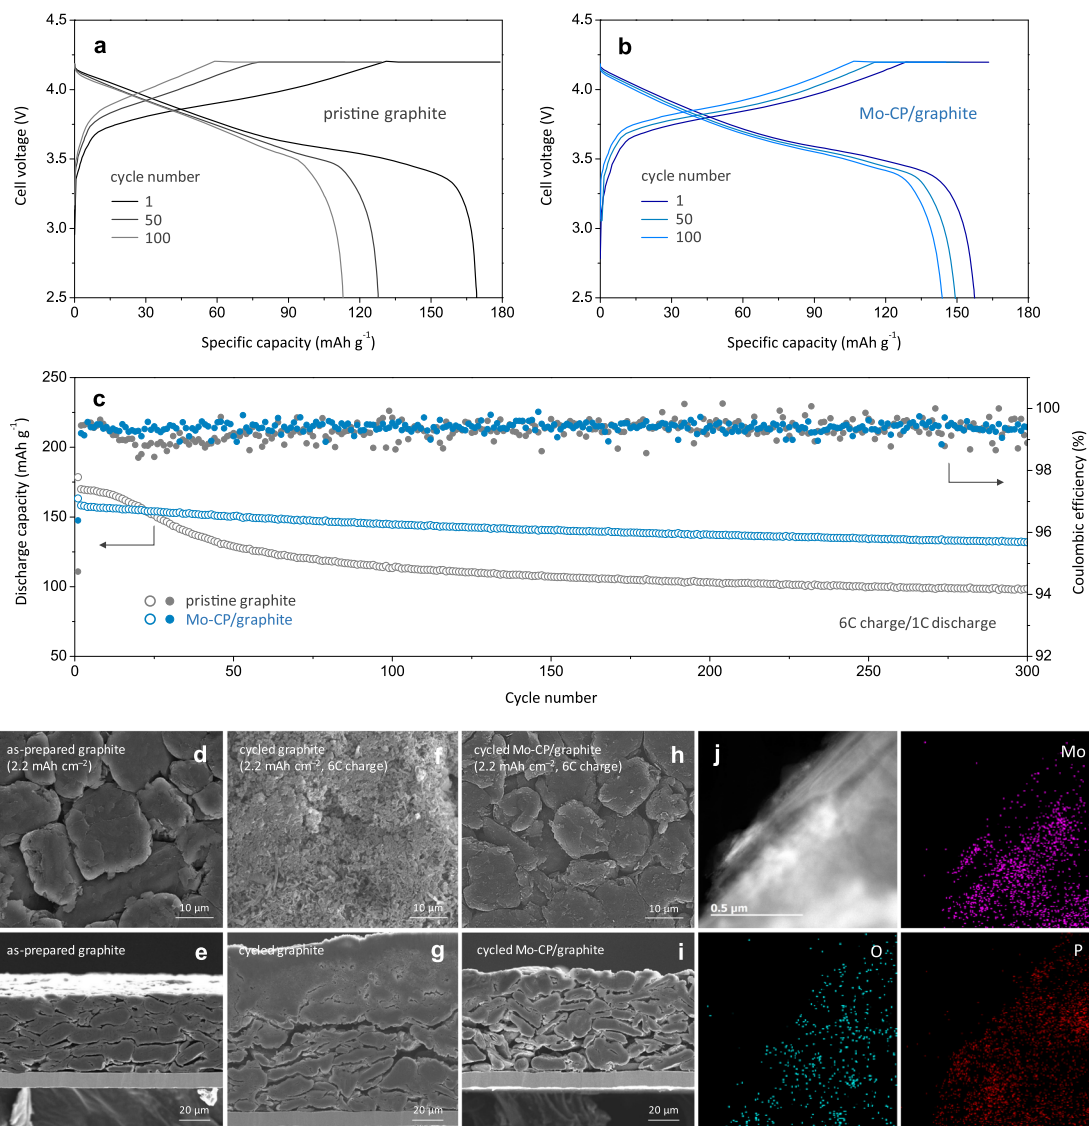 a
pristine graphite
cycle number
1
50
100
Cell voltage (V)
4.5
4.0
3.5
3.0
2.5
0
30
60
90
120
150
180
Specific capacity (mAh g⁻¹)
b
Mo-CP/graphite
cycle number
1
50
100
Cell voltage (V)
4.5
4.0
3.5
3.0
2.5
0
30
60
90
120
150
180
Specific capacity (mAh g⁻¹)
c
Discharge capacity (mAh g⁻¹)
250
200
150
100
50
Coulombic efficiency (%)
100
98
96
94
92
pristine graphite
Mo-CP/graphite
6C charge/1C discharge
0
50
100
150
200
250
300
Cycle number
as-prepared graphite
(2.2 mAh cm⁻²)
d
10 µm
cycled graphite
(2.2 mAh cm⁻², 6C charge)
f
10 µm
cycled Mo-CP/graphite
(2.2 mAh cm⁻², 6C charge)
h
10 µm
j
0.5 µm
Mo
as-prepared graphite
e
20 µm
cycled graphite
g
20 µm
cycled Mo-CP/graphite
i
20 µm
O
P